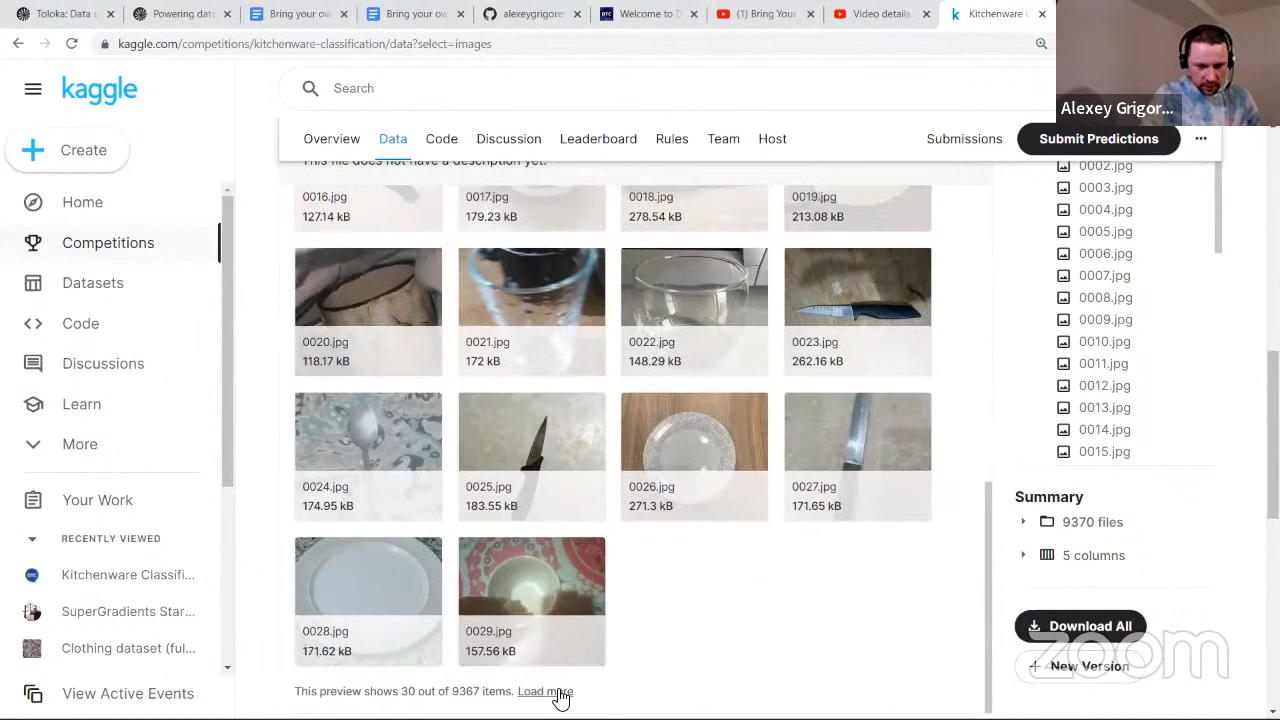 Toloka: Data
Powering data
Bring your ow
Bring your ow
alexeygrigore
Welcome to D
(1) Bring You
Video details
Kitchenware C
kaggle.com/competitions/kitchenware-classification/data?select=images
Alexey Grigor...
kaggle
Search
Create
Overview Data Code Discussion Leaderboard Rules Team Host Submissions Submit Predictions
This file does not have a description yet.
Home
Competitions
Datasets
Code
Discussions
Learn
More
Your Work
RECENTLY VIEWED
Kitchenware Classifi...
SuperGradients Star...
Clothing dataset (ful...
View Active Events
0016.jpg
127.14 kB
0017.jpg
179.23 kB
0018.jpg
278.54 kB
0019.jpg
213.08 kB
0020.jpg
118.17 kB
0021.jpg
172 kB
0022.jpg
148.29 kB
0023.jpg
262.16 kB
0024.jpg
174.95 kB
0025.jpg
183.55 kB
0026.jpg
271.3 kB
0027.jpg
171.65 kB
0028.jpg
171.62 kB
0029.jpg
157.56 kB
This preview shows 30 out of 9367 items. Load more
0002.jpg
0003.jpg
0004.jpg
0005.jpg
0006.jpg
0007.jpg
0008.jpg
0009.jpg
0010.jpg
0011.jpg
0012.jpg
0013.jpg
0014.jpg
0015.jpg
Summary
9370 files
5 columns
Download All
New Version
zoom